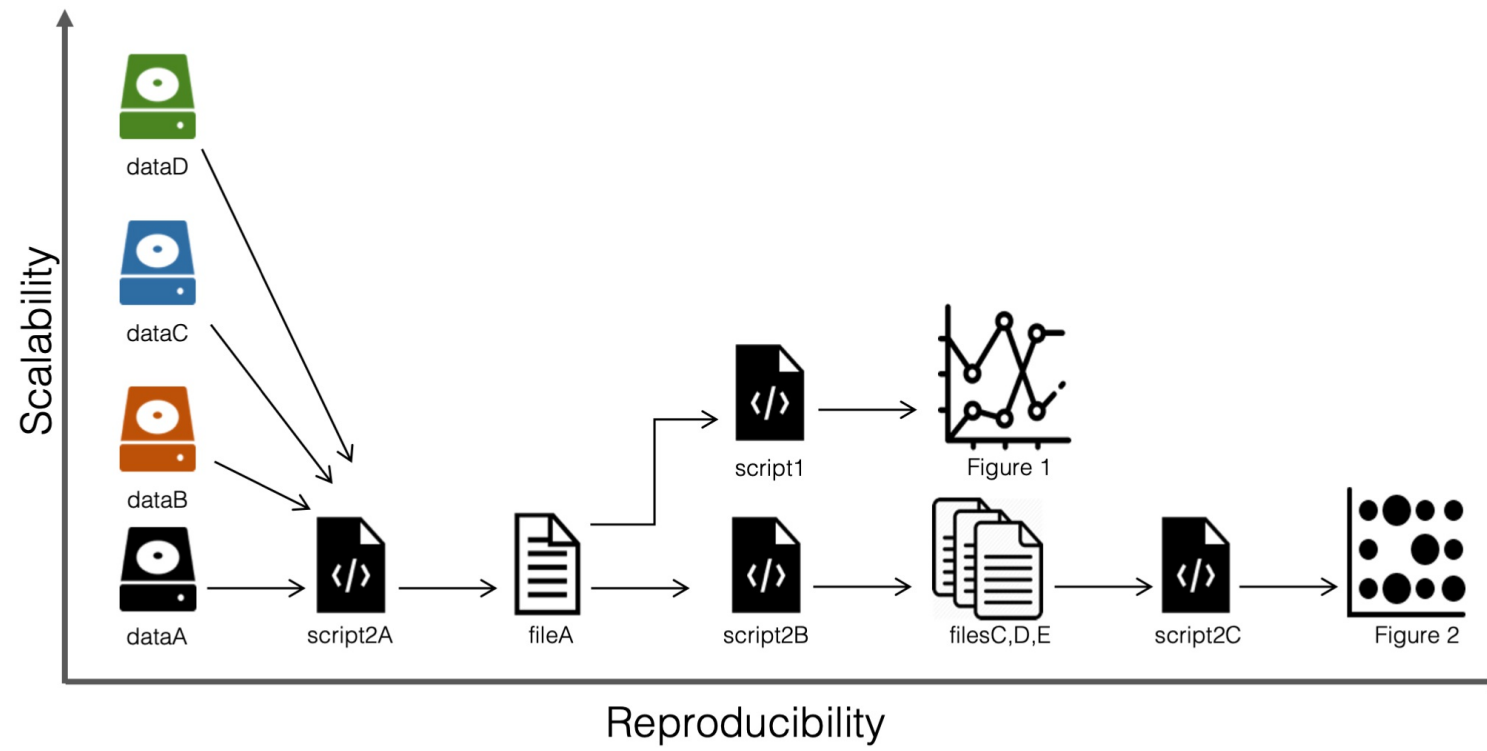 Scalability
dataD
dataC
dataB
dataA
</>
script2A
fileA
</>
script1
Figure 1
</>
script2B
filesC,D,E
</>
script2C
Figure 2
Reproducibility